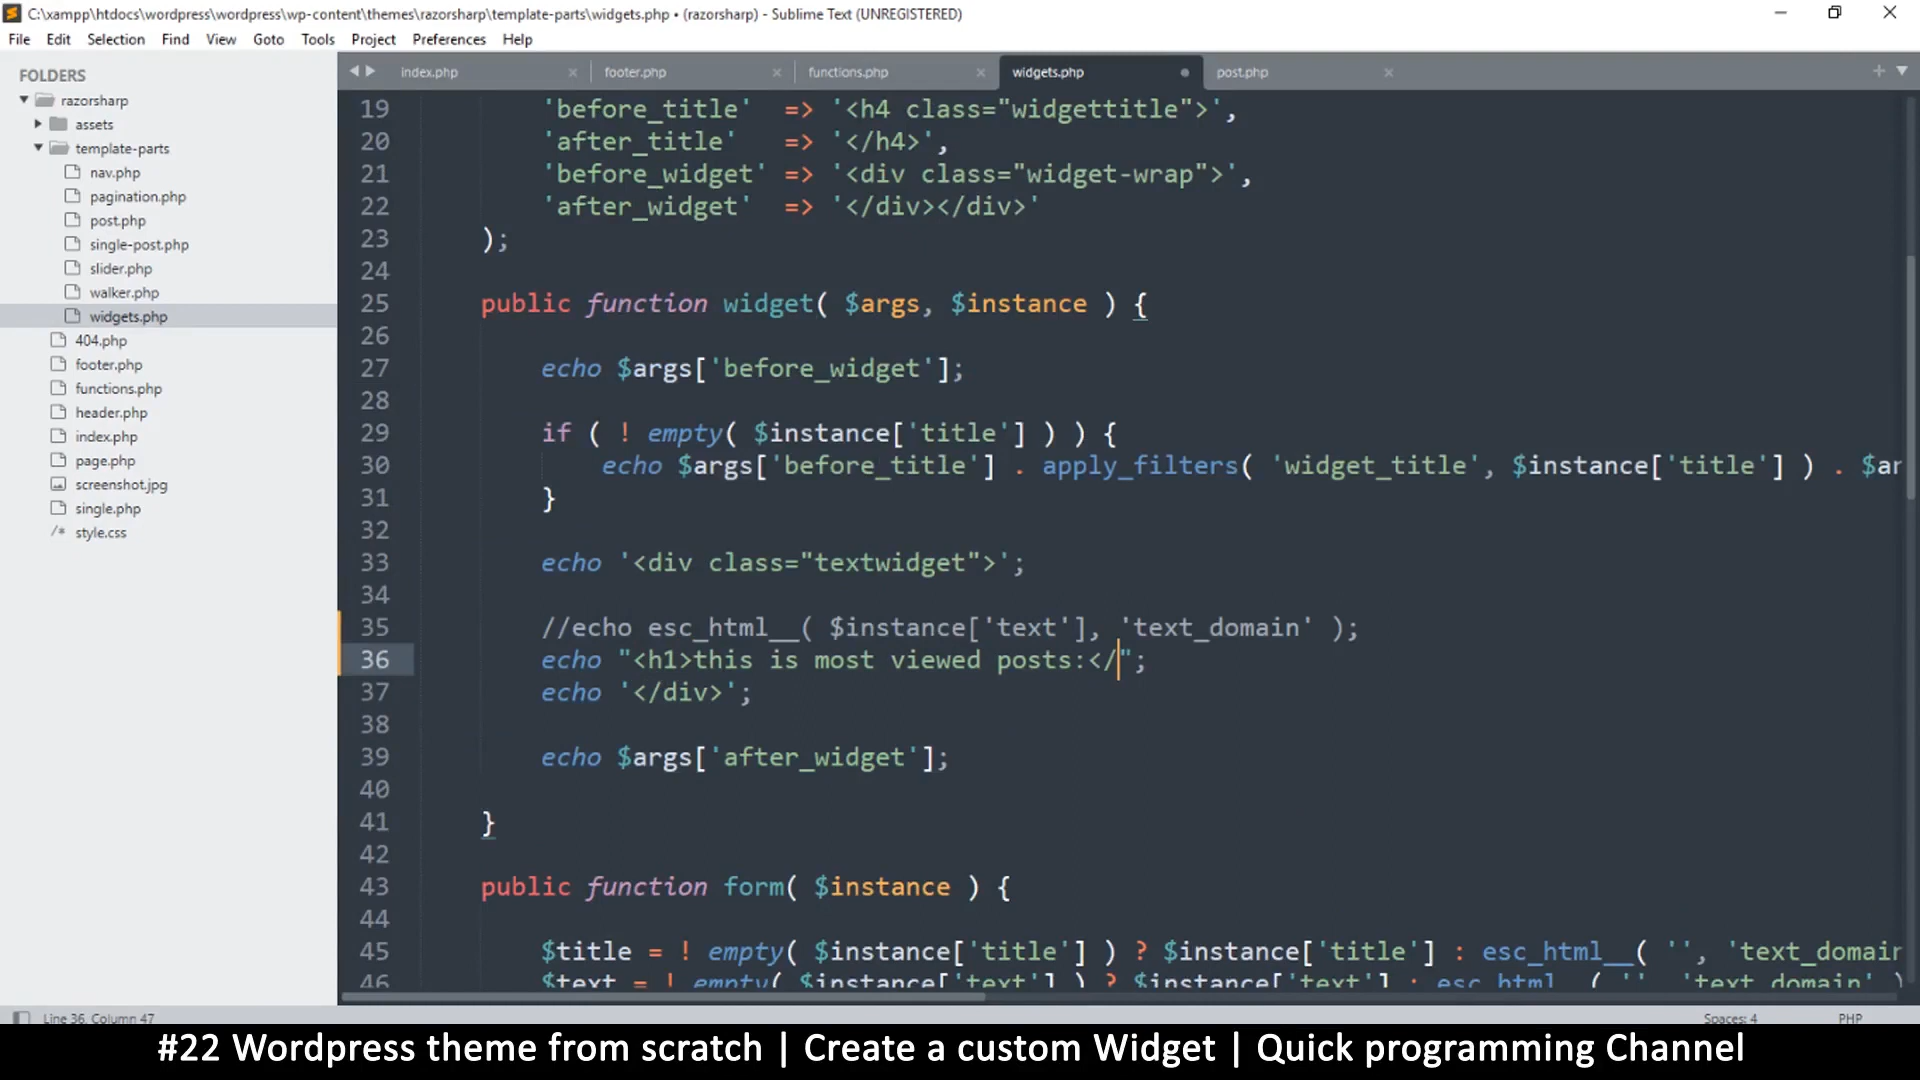 C:\xampp\htdocs\wordpress\wordpress\wp-content\themes\razorsharp\template-parts\widgets.php • (razorsharp) - Sublime Text (UNREGISTERED)
File Edit Selection Find View Goto Tools Project Preferences Help
FOLDERS
razorsharp
assets
template-parts
nav.php
pagination.php
post.php
single-post.php
slider.php
walker.php
widgets.php
404.php
footer.php
functions.php
header.php
index.php
page.php
screenshot.jpg
single.php
/* style.css
index.php footer.php functions.php widgets.php post.php
19 'before_title' => '<h4 class="widgettitle">',
20 'after_title' => '</h4>',
21 'before_widget' => '<div class="widget-wrap">',
22 'after_widget' => '</div></div>'
23 );
24
25 public function widget( $args, $instance ) {
26
27 echo $args['before_widget'];
28
29 if ( ! empty( $instance['title'] ) ) {
30 echo $args['before_title'] . apply_filters( 'widget_title', $instance['title'] ) . $ar
31 }
32
33 echo '<div class="textwidget">';
34
35 //echo esc_html__( $instance['text'], 'text_domain' );
36 echo "<h1>this is most viewed posts:</";
37 echo '</div>';
38
39 echo $args['after_widget'];
40
41 }
42
43 public function form( $instance ) {
44
45 $title = ! empty( $instance['title'] ) ? $instance['title'] : esc_html__( '', 'text_domain
46 $text = ! empty( $instance['text'] ) ? $instance['text'] : esc_html__( '', 'text_domain' )
Line 36, Column 47 Spaces: 4 PHP
#22 Wordpress theme from scratch | Create a custom Widget | Quick programming Channel